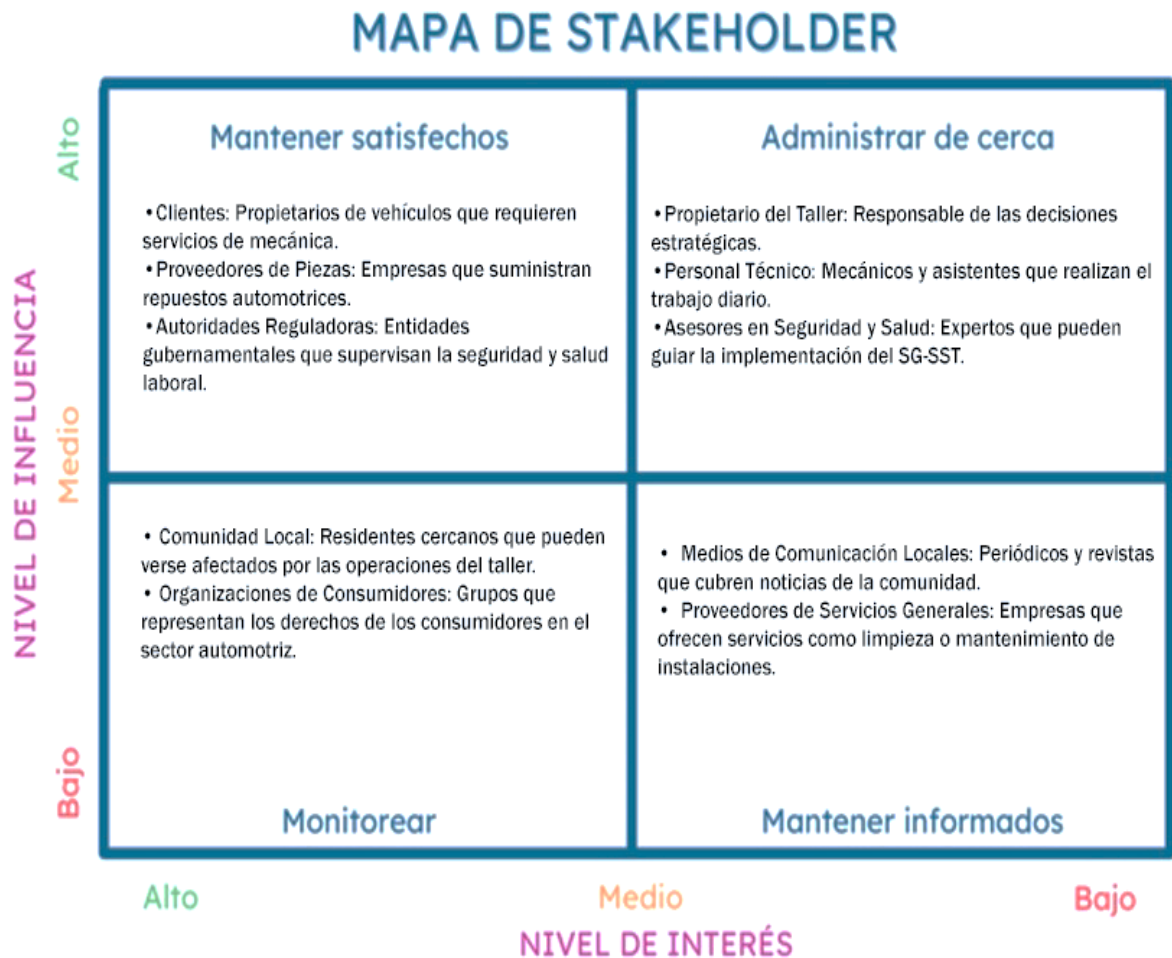 MAPA DE STAKEHOLDER
NIVEL DE INFLUENCIA
Alto
Medio
Bajo
Mantener satisfechos
•Clientes: Propietarios de vehículos que requieren
servicios de mecánica.
•Proveedores de Piezas: Empresas que suministran
repuestos automotrices.
•Autoridades Reguladoras: Entidades
gubernamentales que supervisan la seguridad y salud
laboral.
Administrar de cerca
•Propietario del Taller: Responsable de las decisiones
estratégicas.
•Personal Técnico: Mecánicos y asistentes que realizan el
trabajo diario.
•Asesores en Seguridad y Salud: Expertos que pueden
guiar la implementación del SG-SST.
• Comunidad Local: Residentes cercanos que pueden
verse afectados por las operaciones del taller.
• Organizaciones de Consumidores: Grupos que
representan los derechos de los consumidores en el
sector automotriz.
Monitorear
• Medios de Comunicación Locales: Periódicos y revistas
que cubren noticias de la comunidad.
• Proveedores de Servicios Generales: Empresas que
ofrecen servicios como limpieza o mantenimiento de
instalaciones.
Mantener informados
Alto
Medio
Bajo
NIVEL DE INTERÉS